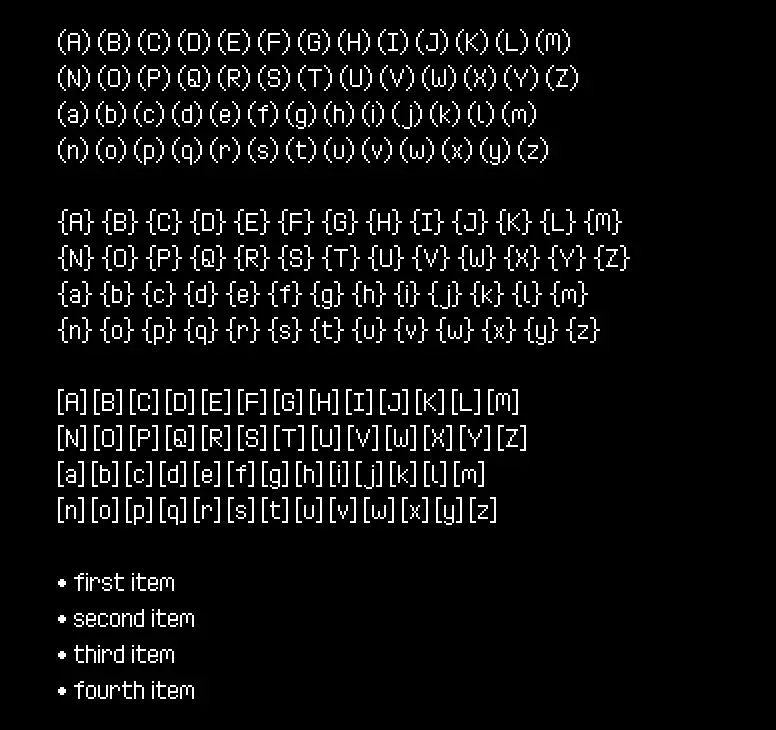 (A)(B)(C)(D)(E)(F)(G)(H)(I)(J)(K)(L)(M)
(N)(O)(P)(Q)(R)(S)(T)(U)(V)(W)(X)(Y)(Z)
(a)(b)(c)(d)(e)(f)(g)(h)(i)(j)(k)(l)(m)
(n)(o)(p)(q)(r)(s)(t)(u)(v)(w)(x)(y)(z)
{A} {B} {C} {D} {E} {F} {G} {H} {I} {J} {K} {L} {M}
{N} {O} {P} {Q} {R} {S} {T} {U} {V} {W} {X} {Y} {Z}
{a} {b} {c} {d} {e} {f} {g} {h} {i} {j} {k} {l} {m}
{n} {o} {p} {q} {r} {s} {t} {u} {v} {w} {x} {y} {z}
[A][B][C][D][E][F][G][H][I][J][K][L][M]
[N][O][P][Q][R][S][T][U][V][W][X][Y][Z]
[a][b][c][d][e][f][g][h][i][j][k][l][m]
[n][o][p][q][r][s][t][u][v][w][x][y][z]
• first item
• second item
• third item
• fourth item